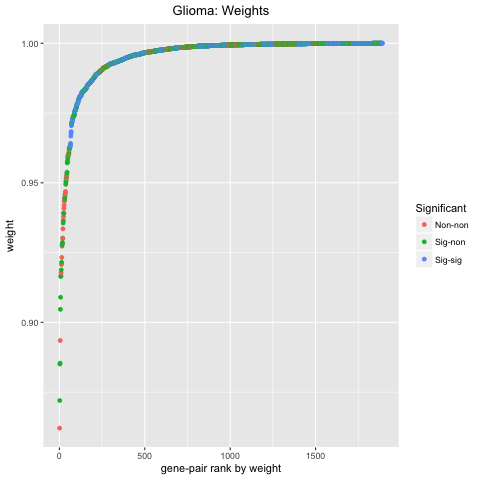 Glioma: Weights
1.00
0.95
0.90
weight
0
500
1000
1500
gene-pair rank by weight
Significant
Non-non
Sig-non
Sig-sig